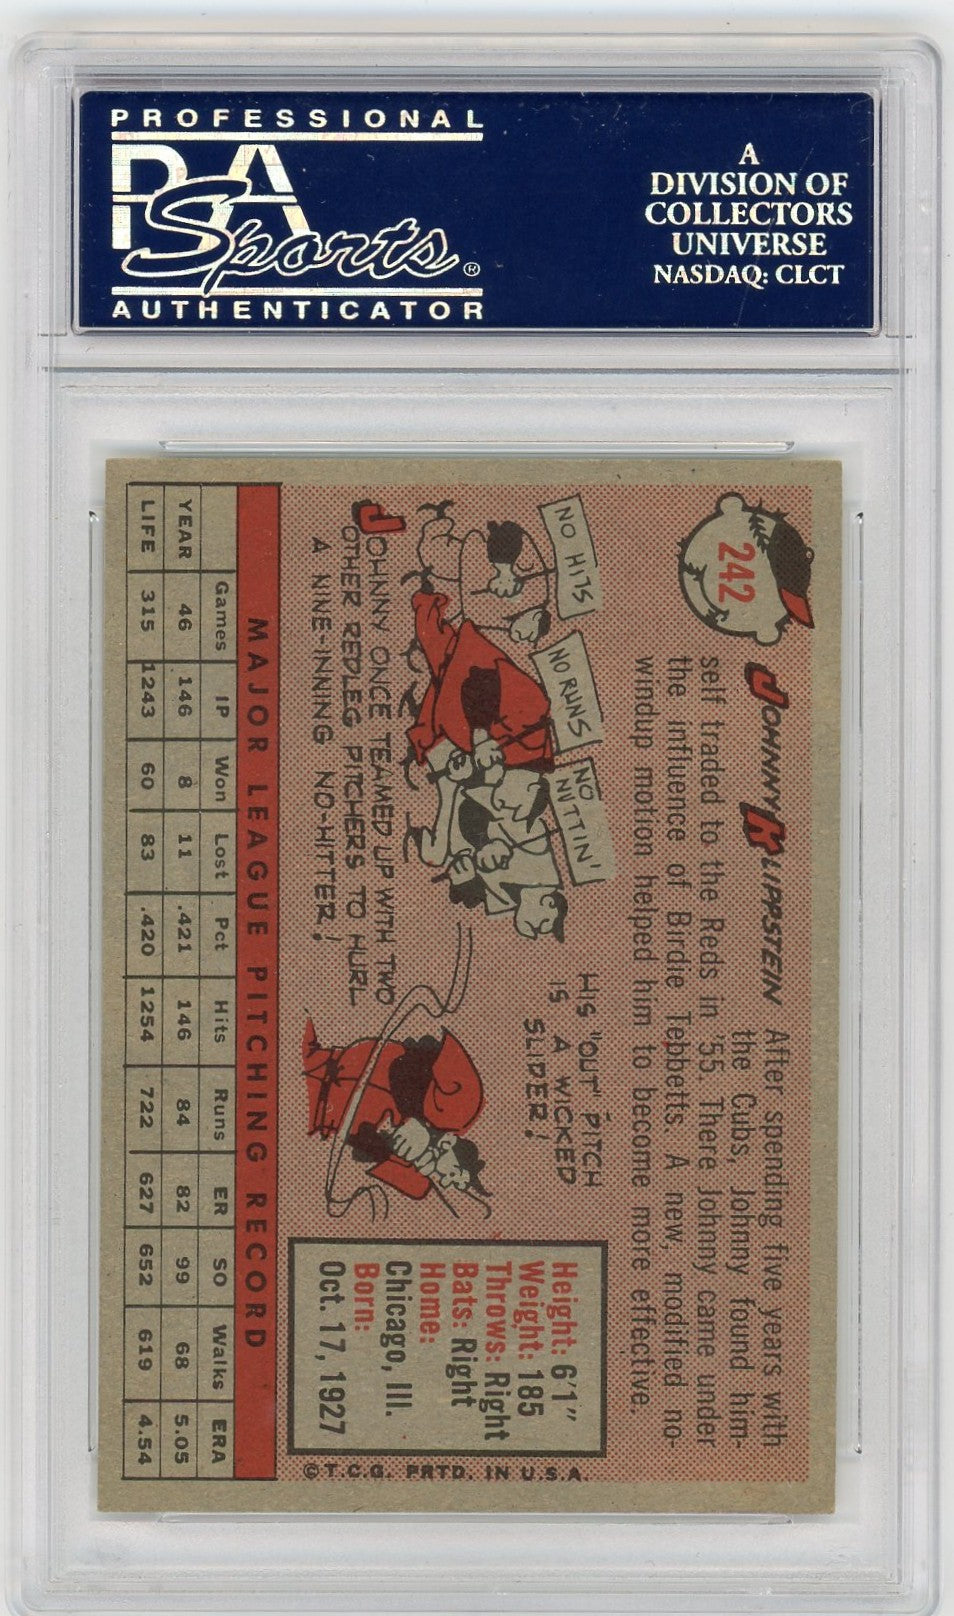 PROFESSIONAL
PSA
Sports®
AUTHENTICATOR
A
DIVISION OF
COLLECTORS
UNIVERSE
NASDAQ: CLCT
242
JOHNNY KLIPPSTEIN
After spending five years with
the Cubs, Johnny found him-
self traded to the Reds in '55. There Johnny came under
the influence of Birdie Tebbetts. A new, modified no-
windup motion helped him to become more effective.
NO HITS
NO RUNS
NO
NUTTIN'
JOHNNY ONCE TEAMED UP WITH TWO
OTHER REDLEG PITCHERS TO HURL
A NINE-INNING NO-HITTER!
HIS "OUT" PITCH
IS A WICKED
SLIDER!
Height: 6'1"
Weight: 185
Throws: Right
Bats: Right
Home:
Chicago, Ill.
Born:
Oct. 17, 1927
©T.C.G. PRTD. IN U.S.A.
MAJOR LEAGUE PITCHING RECORD
Games IP Won Lost Pct Hits Runs ER SO Walks ERA
YEAR 46 146 8 11 .421 146 84 82 99 68 5.05
LIFE 315 1243 60 83 .420 1254 722 627 652 619 4.54